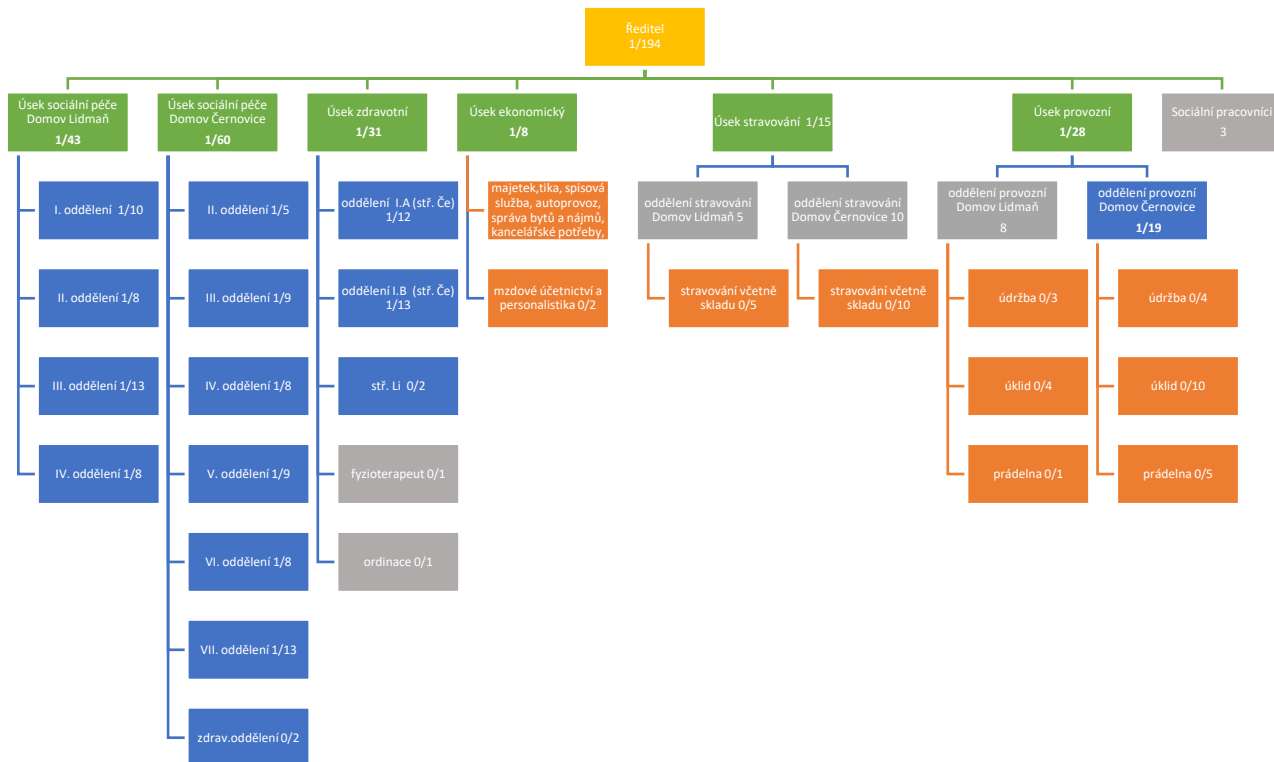 Ředitel
1/194
Úsek sociální péče
Domov Lidmaň
1/43
Úsek sociální péče
Domov Černovice
1/60
Úsek zdravotní
1/31
Úsek ekonomický
1/8
Úsek stravování 1/15
Úsek provozní
1/28
Sociální pracovníci
3
I. oddělení 1/10
II. oddělení 1/8
III. oddělení 1/13
IV. oddělení 1/8
II. oddělení 1/5
III. oddělení 1/9
IV. oddělení 1/8
V. oddělení 1/9
VI. oddělení 1/8
VII. oddělení 1/13
zdrav.oddělení 0/2
oddělení I.A (stř. Če)
1/12
oddělení I.B (stř. Če)
1/13
stř. Li 0/2
fyzioterapeut 0/1
ordinace 0/1
majetek,tika, spisová
služba, autoprovoz,
správa bytů a nájmů,
kancelářské potřeby,
mzdové účetnictví a
personalistika 0/2
oddělení stravování
Domov Lidmaň 5
stravování včetně
skladu 0/5
oddělení stravování
Domov Černovice 10
stravování včetně
skladu 0/10
oddělení provozní
Domov Lidmaň
8
údržba 0/3
úklid 0/4
prádelna 0/1
oddělení provozní
Domov Černovice
1/19
údržba 0/4
úklid 0/10
prádelna 0/5